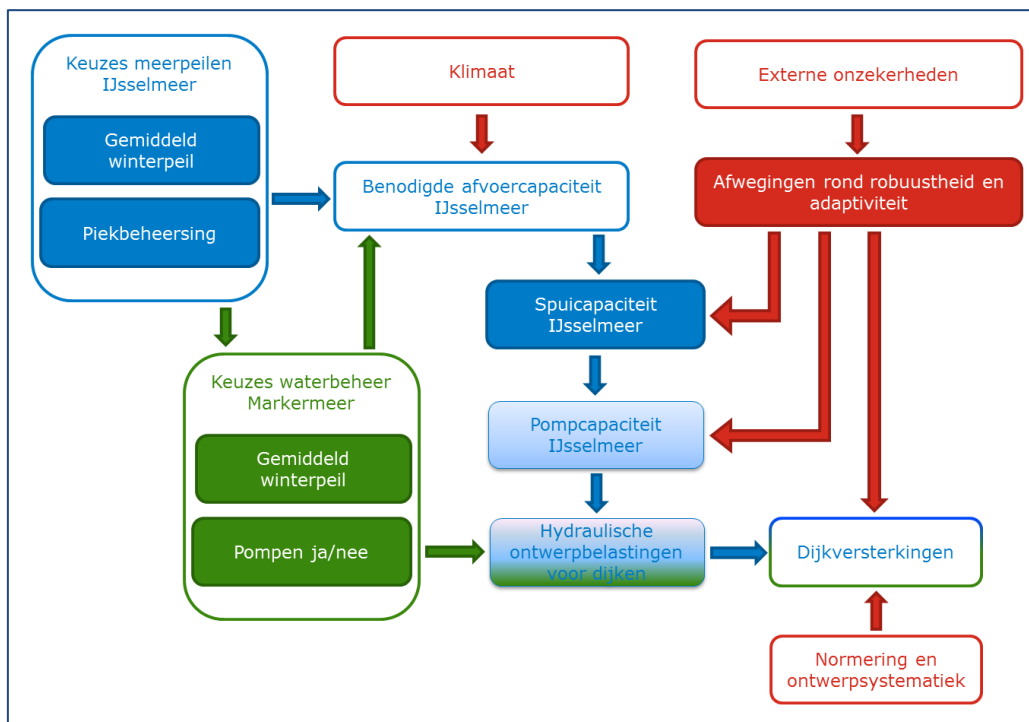 Keuzes meerpeilen
IJsselmeer
Gemiddeld
winterpeil
Piekbeheersing
Klimaat
Externe onzekerheden
Benodigde afvoercapaciteit
IJsselmeer
Afwegingen rond robuustheid en
adaptiviteit
Spuicapaciteit
IJsselmeer
Keuzes waterbeheer
Markermeer
Gemiddeld
winterpeil
Pompen ja/nee
Pompcapaciteit
IJsselmeer
Hydraulische
ontwerpbelastingen
voor dijken
Dijkversterkingen
Normering en
ontwerpsystematiek